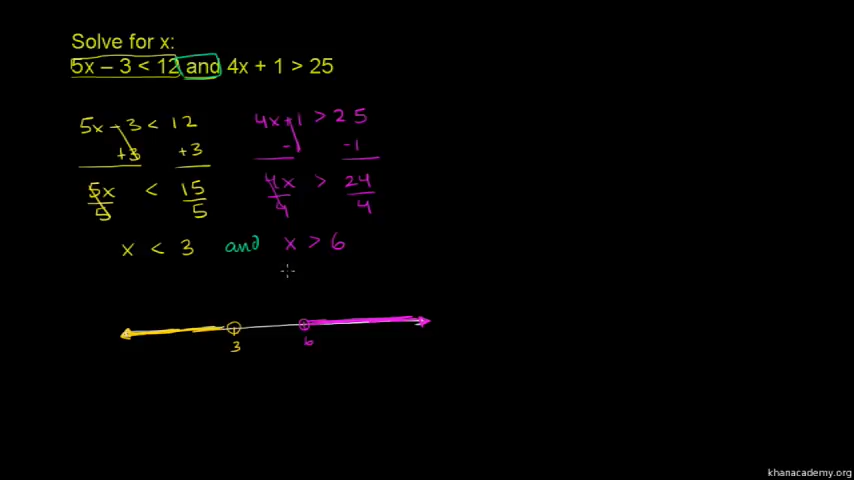 Solve for x:
5x – 3 < 12 and 4x + 1 > 25
5x - 3 < 12 4x + 1 > 25
+3 +3 -1 -1
5x < 15 4x > 24
5 5 4 4
x < 3 and x > 6
3 6
khanacademy.org